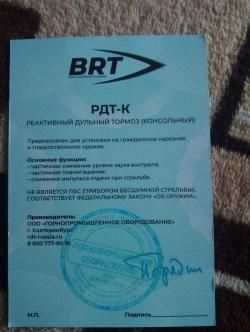 BRT
РДТ-К
РЕАКТИВНЫЙ ДУЛЬНЫЙ ТОРМОЗ (КОНСОЛЬНЫЙ)
Предназначен для установки на гражданское нарезное
и гладкоствольное оружие.
Основные функции:
- частичное снижение уровня звука выстрела;
- частичное пламегашение;
- снижение импульса отдачи при стрельбе.
НЕ ЯВЛЯЕТСЯ ПБС (ПРИБОРОМ БЕСШУМНОЙ СТРЕЛЬБЫ).
СООТВЕТСТВУЕТ ФЕДЕРАЛЬНОМУ ЗАКОНУ «ОБ ОРУЖИИ».
Производитель:
ООО «ГОРНОПРОМЫШЛЕННОЕ ОБОРУДОВАНИЕ»
г. Екатеринбург
rdt-russia.ru
8 800 777-90-16
М.П.
Подпись